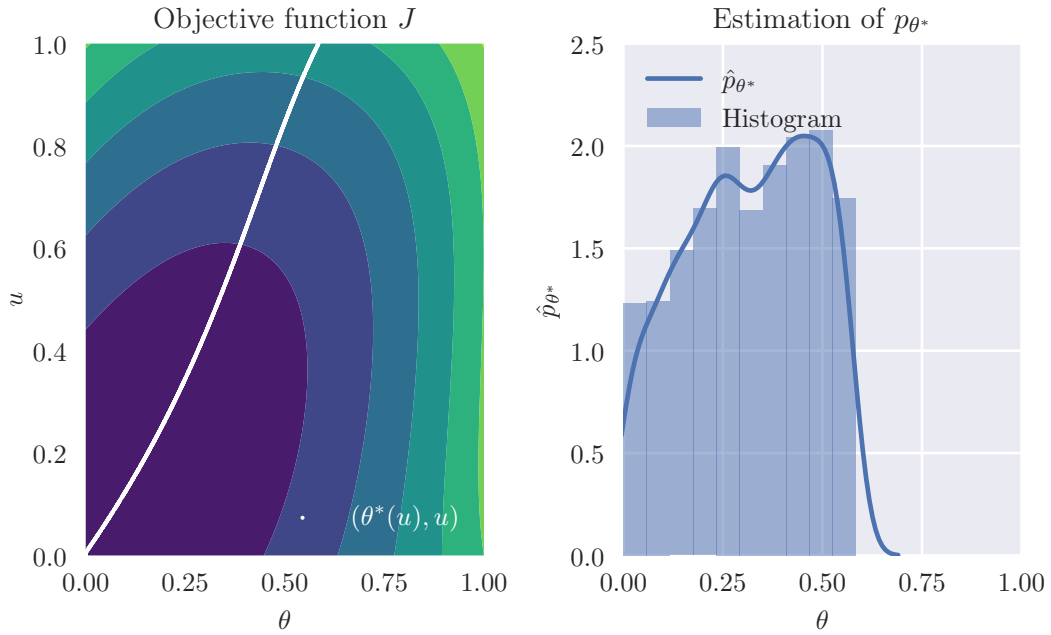 Objective function J
1.0
0.8
0.6
0.4
0.2
0.0
u
(θ*(u), u)
0.00 0.25 0.50 0.75 1.00
θ
Estimation of p_θ*
2.5
2.0
1.5
1.0
0.5
0.0
p̂_θ*
p̂_θ*
Histogram
0.00 0.25 0.50 0.75 1.00
θ